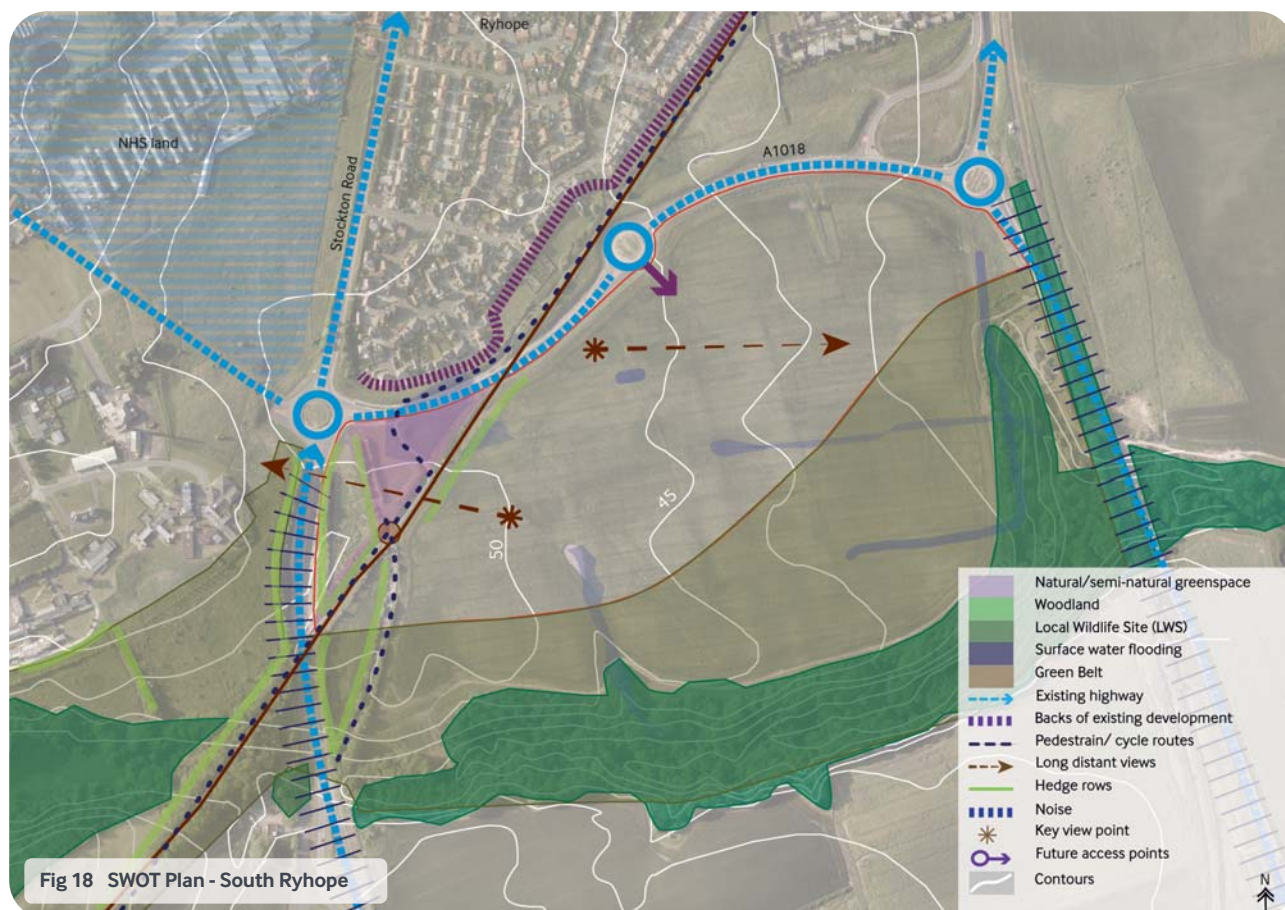 Ryhope
NHS land
Stockton Road
A1018
45
50
Natural/semi-natural greenspace
Woodland
Local Wildlife Site (LWS)
Surface water flooding
Green Belt
Existing highway
Backs of existing development
Pedestrain/ cycle routes
Long distant views
Hedge rows
Noise
Key view point
Future access points
Contours
N
Fig 18 SWOT Plan - South Ryhope